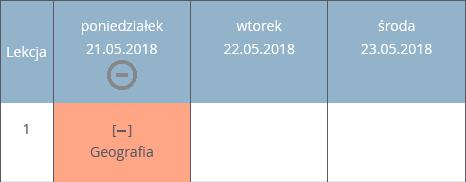 Lekcja
poniedziałek
21.05.2018
wtorek
22.05.2018
środa
23.05.2018
1
[–]
Geografia